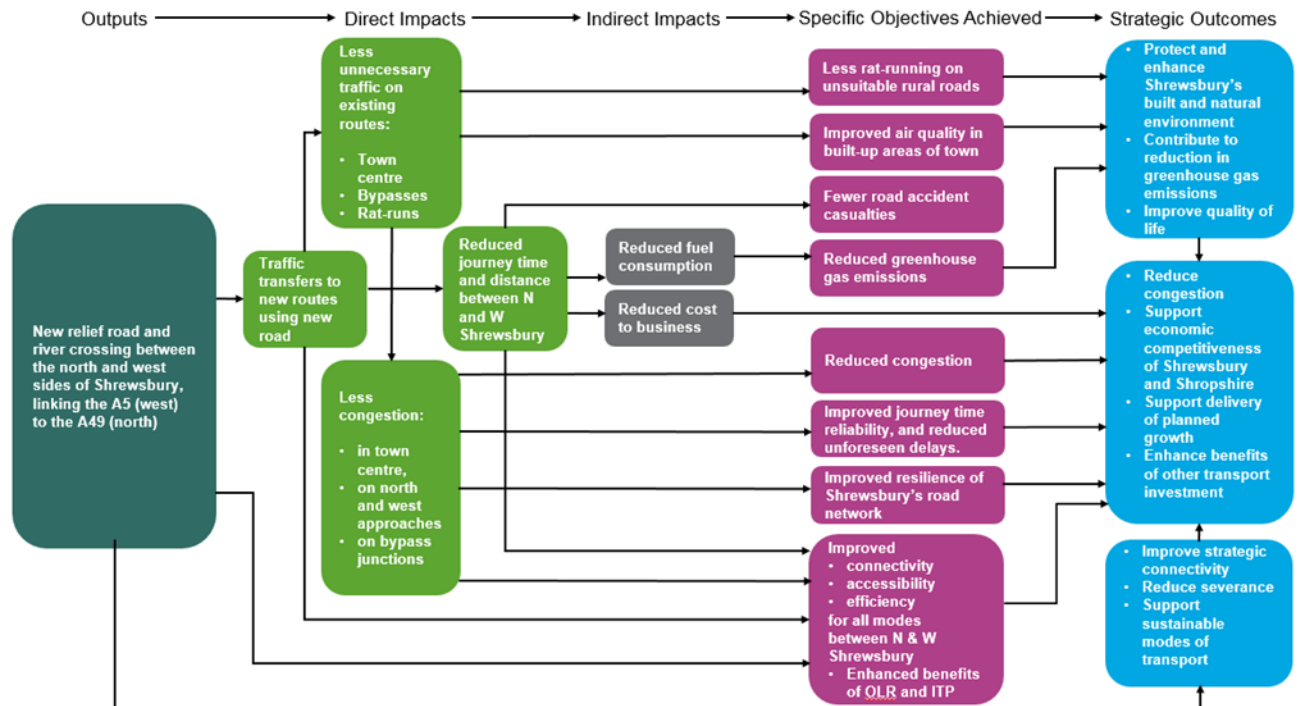 Outputs
Direct Impacts
Indirect Impacts
Specific Objectives Achieved
Strategic Outcomes
New relief road and
river crossing between
the north and west
sides of Shrewsbury,
linking the A5 (west)
to the A49 (north)
Traffic
transfers to
new routes
using new
road
Less
unnecessary
traffic on
existing
routes:
• Town
centre
• Bypasses
• Rat-runs
Reduced
journey time
and distance
between N
and W
Shrewsbury
Less
congestion:
• in town
centre,
• on north
and west
approaches
• on bypass
junctions
Reduced fuel
consumption
Reduced cost
to business
Less rat-running on
unsuitable rural roads
Improved air quality in
built-up areas of town
Fewer road accident
casualties
Reduced greenhouse
gas emissions
Reduced congestion
Improved journey time
reliability, and reduced
unforeseen delays.
Improved resilience of
Shrewsbury's road
network
Improved
• connectivity
• accessibility
• efficiency
for all modes
between N & W
Shrewsbury
• Enhanced benefits
of OLR and ITP
• Protect and
enhance
Shrewsbury's
built and natural
environment
• Contribute to
reduction in
greenhouse gas
emissions
• Improve quality of
life
• Reduce
congestion
• Support
economic
competitiveness
of Shrewsbury
and Shropshire
• Support delivery
of planned
growth
• Enhance benefits
of other transport
investment
• Improve strategic
connectivity
• Reduce severance
• Support
sustainable
modes of
transport